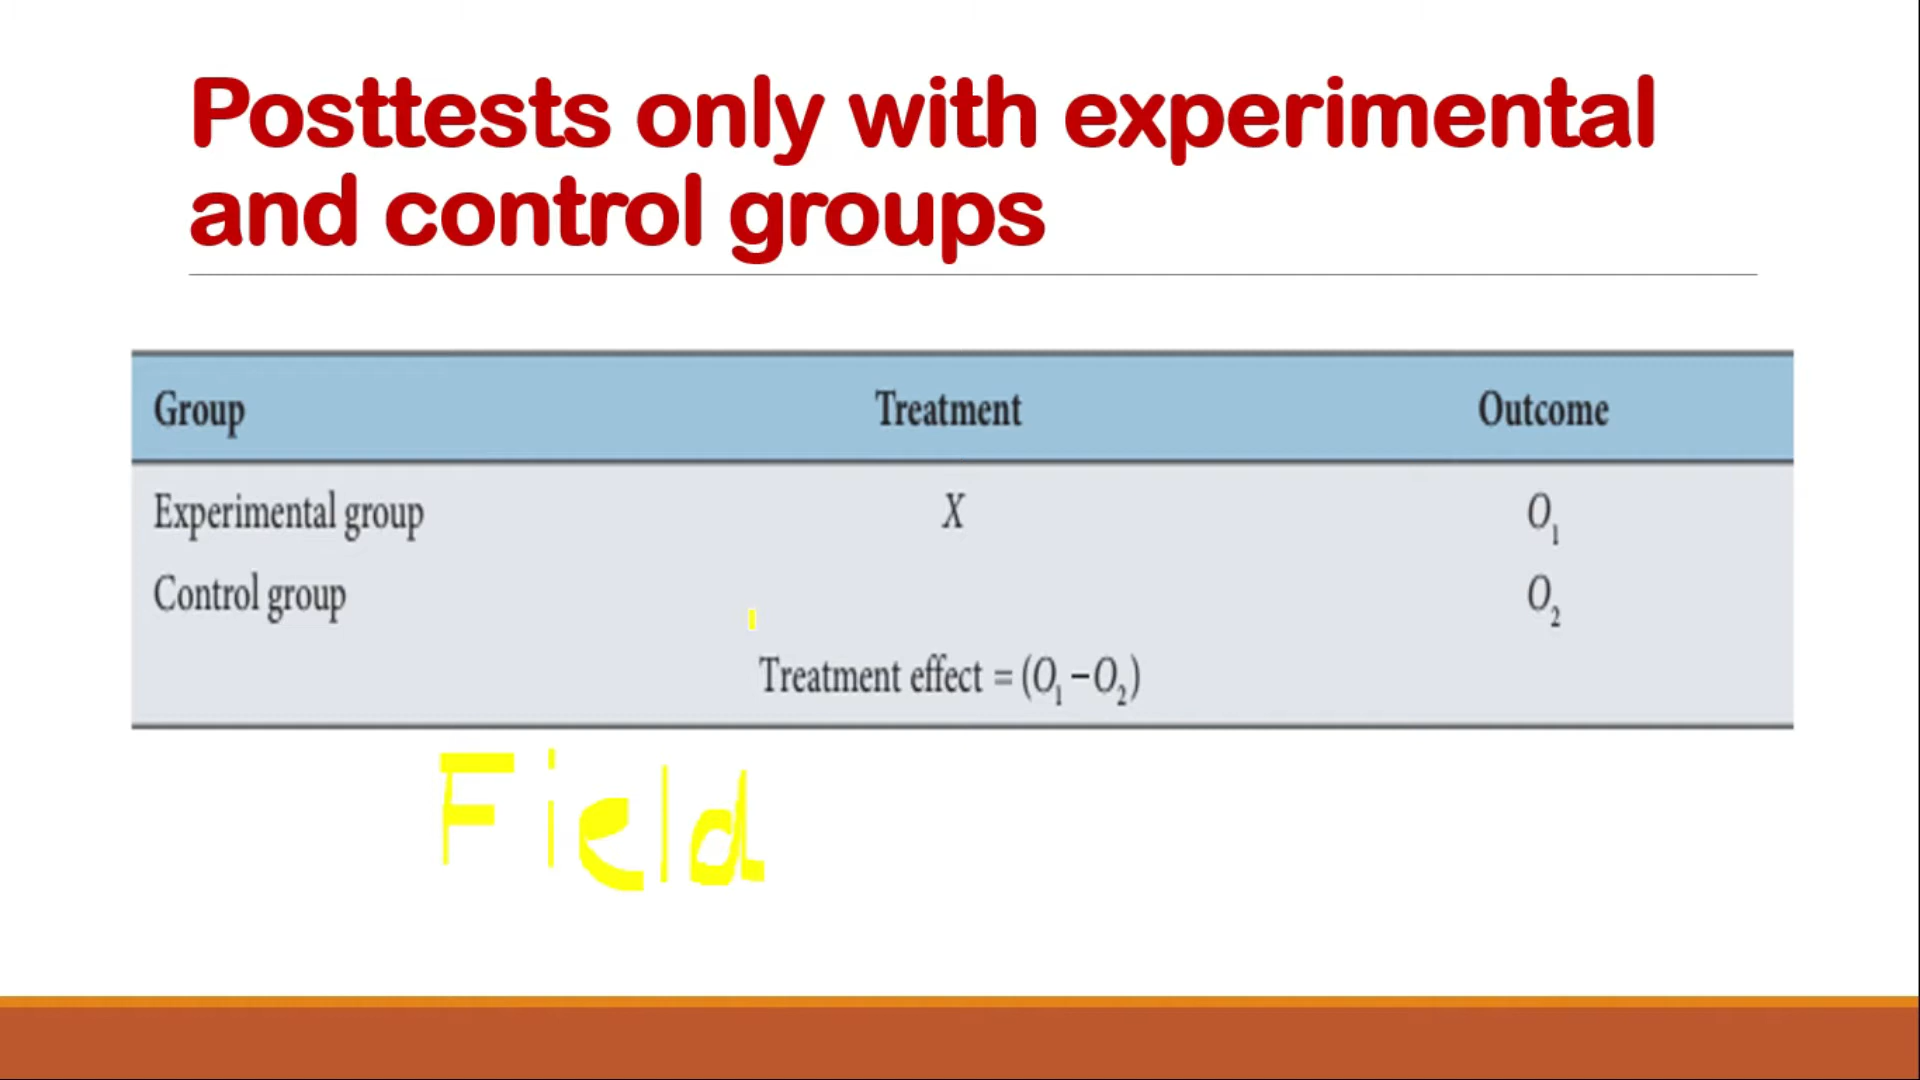 Posttests only with experimental
and control groups
Group Treatment Outcome
Experimental group X O₁
Control group O₂
Treatment effect = (O₁ – O₂)
Field